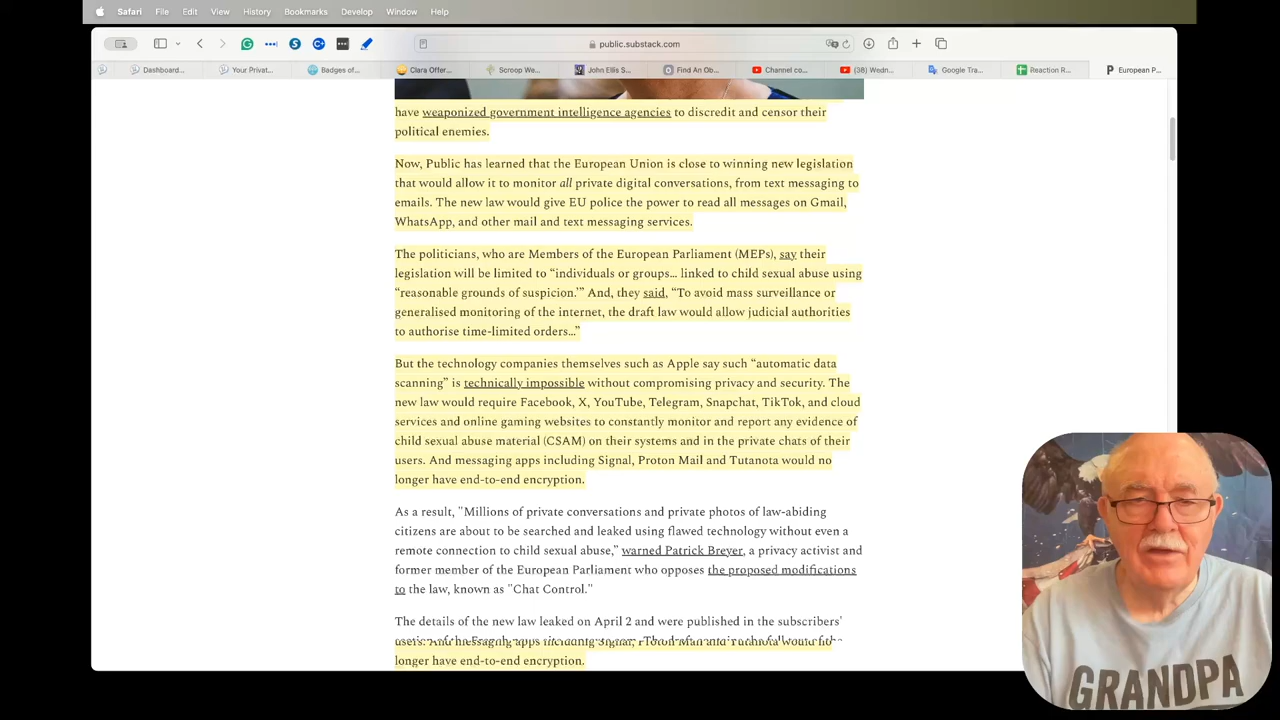 Safari File Edit View History Bookmarks Develop Window Help
public.substack.com
Dashboard... Your Privat... Badges of... Clara Offer... Scroop We... John Ellis S... Find An Ob... Channel co... (38) Wedn... Google Tra... Reaction R... European P...
have weaponized government intelligence agencies to discredit and censor their
political enemies.
Now, Public has learned that the European Union is close to winning new legislation
that would allow it to monitor all private digital conversations, from text messaging to
emails. The new law would give EU police the power to read all messages on Gmail,
WhatsApp, and other mail and text messaging services.
The politicians, who are Members of the European Parliament (MEPs), say their
legislation will be limited to “individuals or groups… linked to child sexual abuse using
“reasonable grounds of suspicion.’” And, they said, “To avoid mass surveillance or
generalised monitoring of the internet, the draft law would allow judicial authorities
to authorise time-limited orders…”
But the technology companies themselves such as Apple say such “automatic data
scanning” is technically impossible without compromising privacy and security. The
new law would require Facebook, X, YouTube, Telegram, Snapchat, TikTok, and cloud
services and online gaming websites to constantly monitor and report any evidence of
child sexual abuse material (CSAM) on their systems and in the private chats of their
users. And messaging apps including Signal, Proton Mail and Tutanota would no
longer have end-to-end encryption.
As a result, "Millions of private conversations and private photos of law-abiding
citizens are about to be searched and leaked using flawed technology without even a
remote connection to child sexual abuse,” warned Patrick Breyer, a privacy activist and
former member of the European Parliament who opposes the proposed modifications
to the law, known as "Chat Control."
The details of the new law leaked on April 2 and were published in the subscribers'
longer have end-to-end encryption.
GRANDPA